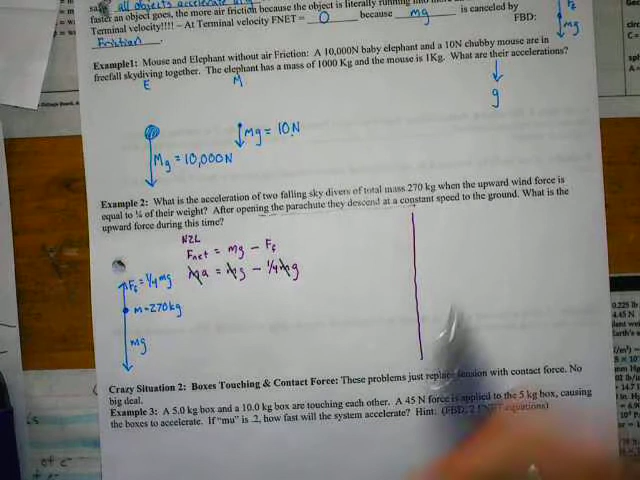 all objects accelerate
faster an object goes, the more air friction because the object is literally running into more
Terminal velocity!!!! – At Terminal velocity FNET = 0 because mg is canceled by
Friction.
FBD:
Ff
mg
Example1: Mouse and Elephant without air Friction: A 10,000N baby elephant and a 10N chubby mouse are in
freefall skydiving together. The elephant has a mass of 1000 Kg and the mouse is 1Kg. What are their accelerations?
E
M
g
Mg = 10N
Mg = 10,000N
Example 2: What is the acceleration of two falling sky divers of total mass 270 kg when the upward wind force is
equal to ¼ of their weight? After opening the parachute they descend at a constant speed to the ground. What is the
upward force during this time?
N2L
Fnet = mg - Ff
ma = mg - 1/4 mg
Ff = 1/4 mg
m=270kg
mg
Crazy Situation 2: Boxes Touching & Contact Force: These problems just replace tension with contact force. No
big deal.
Example 3: A 5.0 kg box and a 10.0 kg box are touching each other. A 45 N force is applied to the 5 kg box, causing
the boxes to accelerate. If "mu" is .2, how fast will the system accelerate? Hint: (FBD, 2 FNET equations)